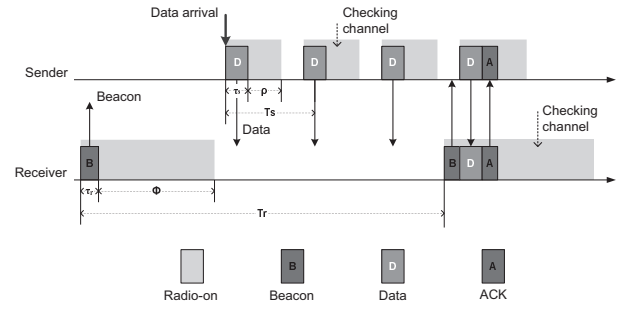 Data arrival
Checking
channel
D
D
D
D
A
Sender
τs
ρ
Beacon
Ts
Data
Checking
channel
B
B
D
A
Receiver
τr
Φ
Tr
B
D
A
Radio-on
Beacon
Data
ACK